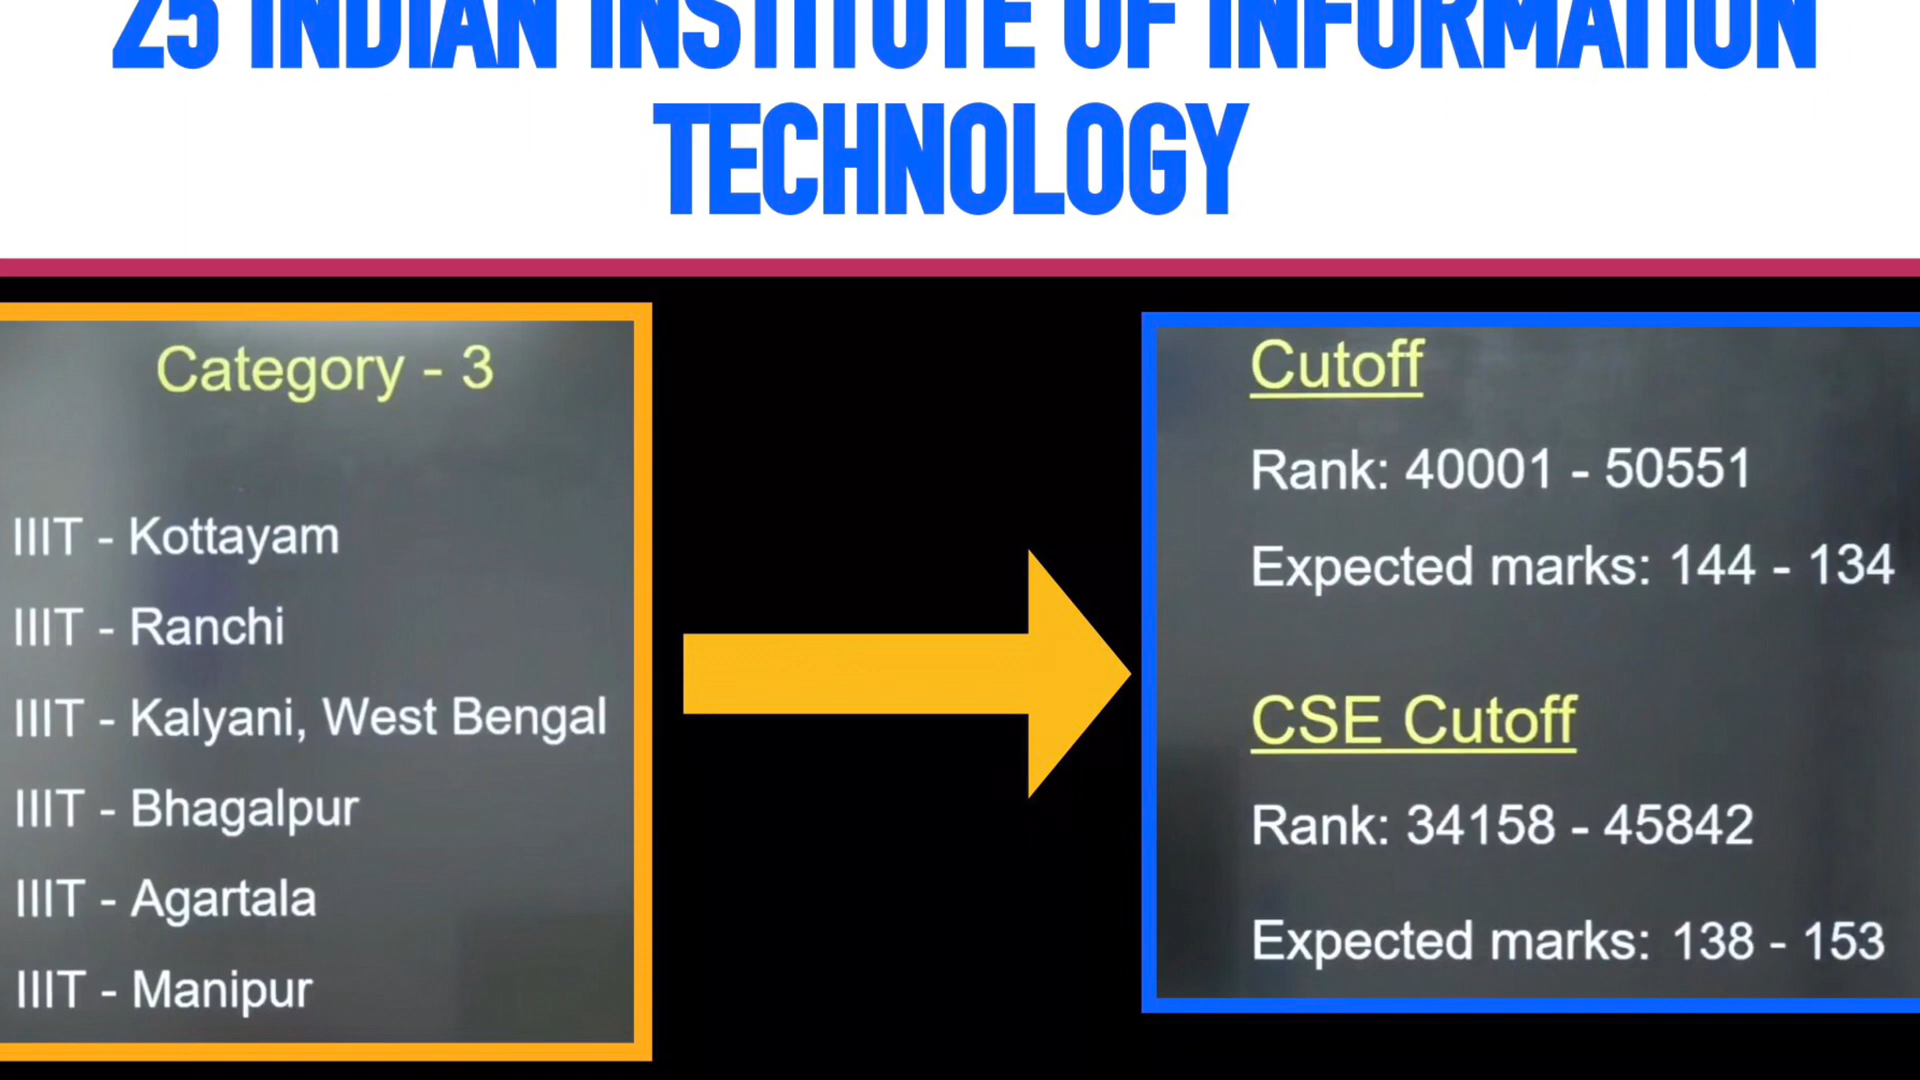 25 INDIAN INSTITUTE OF INFORMATION
TECHNOLOGY
Category - 3
IIIT - Kottayam
IIIT - Ranchi
IIIT - Kalyani, West Bengal
IIIT - Bhagalpur
IIIT - Agartala
IIIT - Manipur
Cutoff
Rank: 40001 - 50551
Expected marks: 144 - 134
CSE Cutoff
Rank: 34158 - 45842
Expected marks: 138 - 153